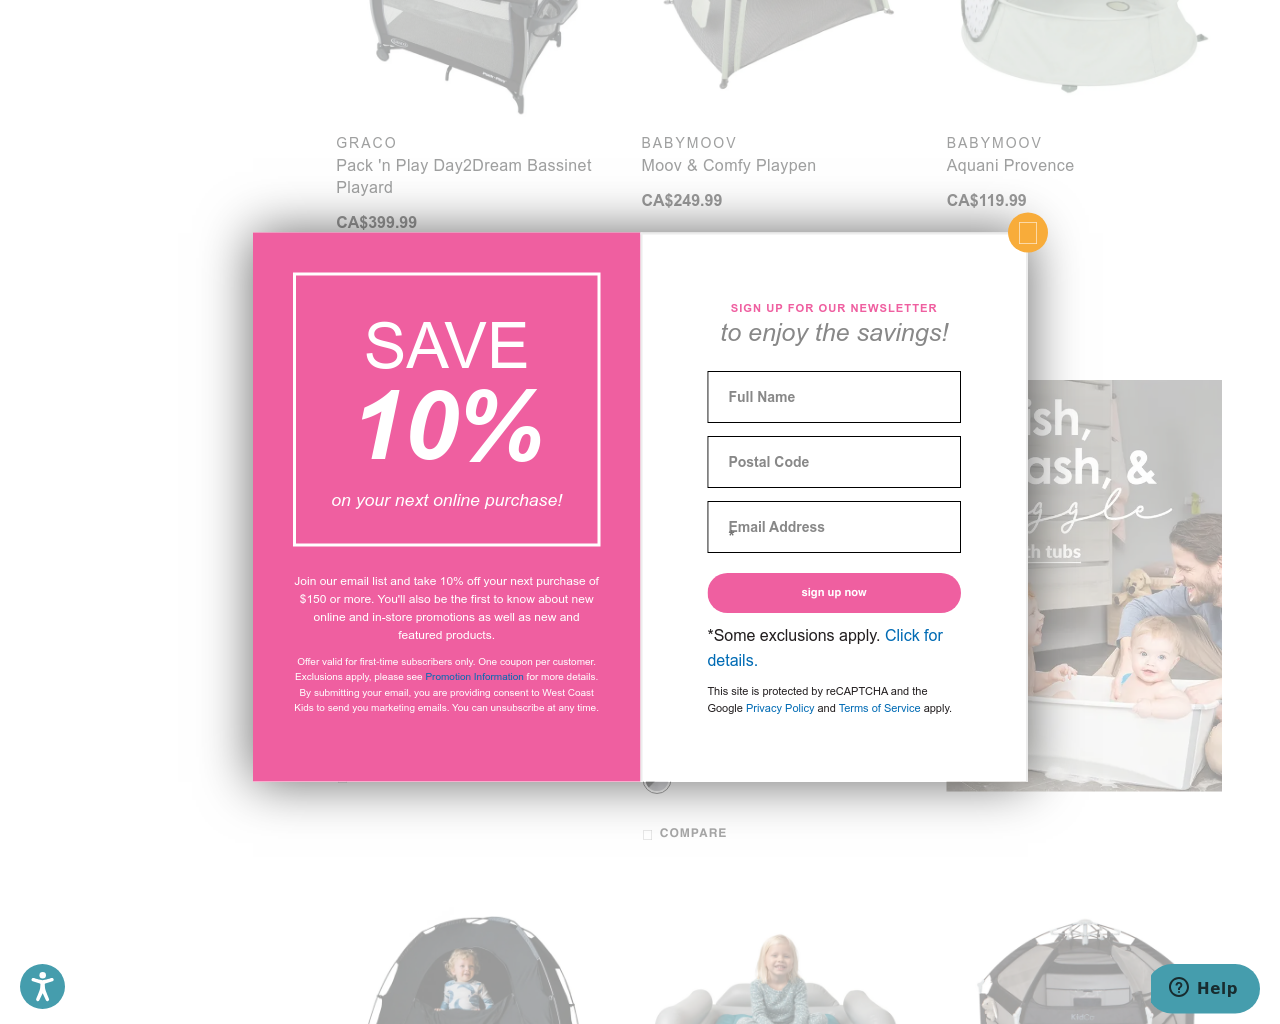 GRACO
Pack 'n Play Day2Dream Bassinet
Playard
CA$399.99
BABYMOOV
Moov & Comfy Playpen
CA$249.99
BABYMOOV
Aquani Provence
CA$119.99
SAVE
10%
on your next online purchase!
Join our email list and take 10% off your next purchase of
$150 or more. You'll also be the first to know about new
online and in-store promotions as well as new and
featured products.
Offer valid for first-time subscribers only. One coupon per customer.
Exclusions apply, please see Promotion Information for more details.
By submitting your email, you are providing consent to West Coast
Kids to send you marketing emails. You can unsubscribe at any time.
SIGN UP FOR OUR NEWSLETTER
to enjoy the savings!
Full Name
Postal Code
Email Address
*
sign up now
*Some exclusions apply. Click for
details.
This site is protected by reCAPTCHA and the
Google Privacy Policy and Terms of Service apply.
ish,
ash, &
ggle
th tubs
COMPARE
Help